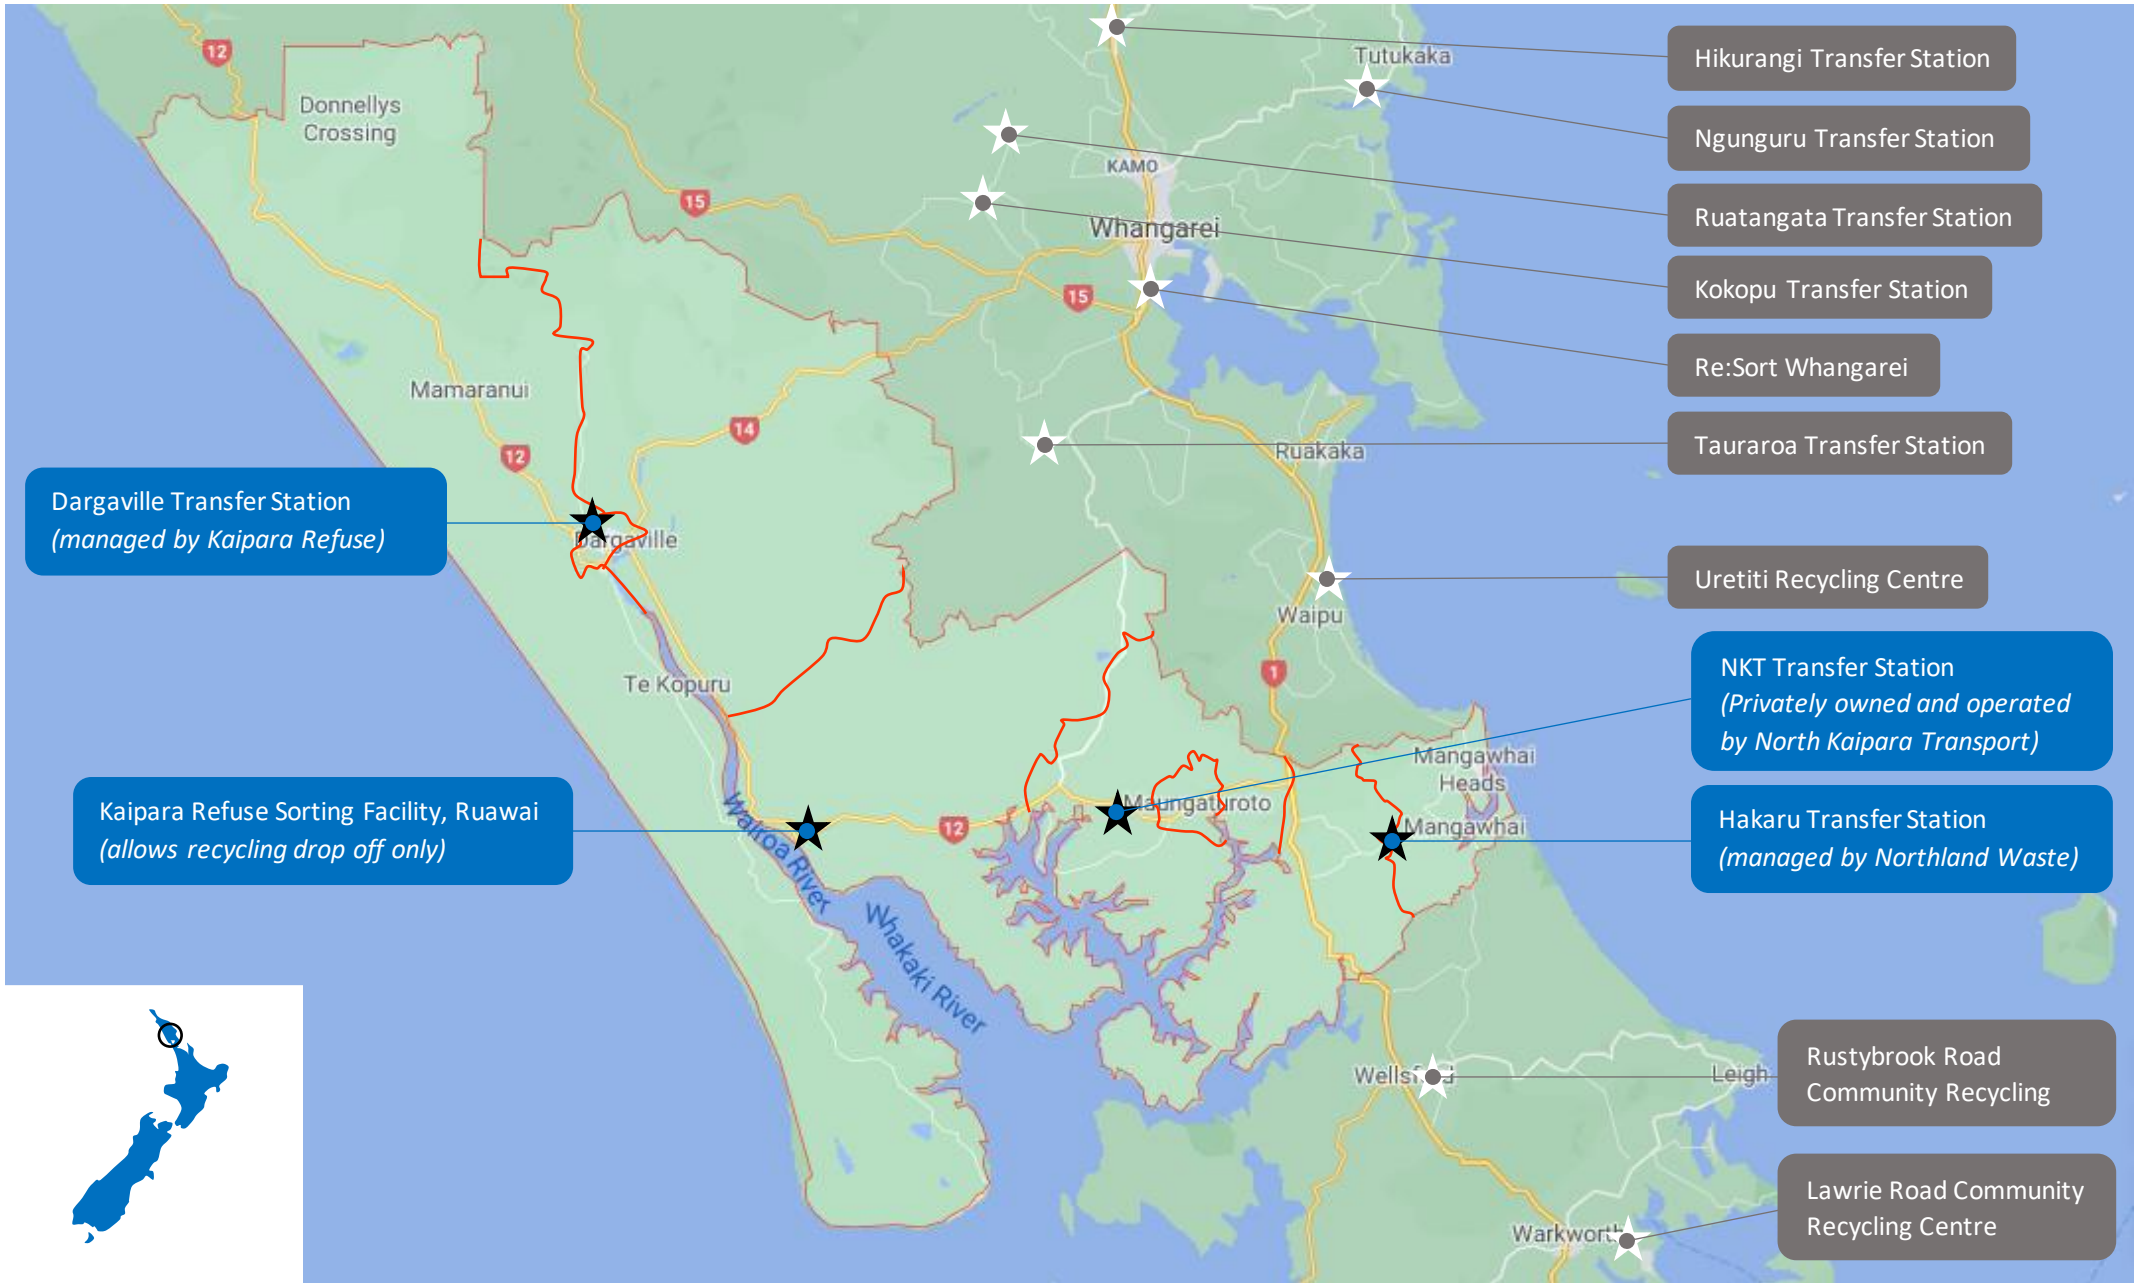 12
Donnellys
Crossing
15
Tutukaka
KAMO
Whangarei
15
Mamaranui
14
12
Ruakaka
Dargaville
Waipu
Te Kopuru
1
Mangawhai
Heads
Maungaturoto
Mangawhai
12
Wairoa River
Whakaki River
Wellsford
Leigh
Warkworth
Hikurangi Transfer Station
Ngunguru Transfer Station
Ruatangata Transfer Station
Kokopu Transfer Station
Re:Sort Whangarei
Tauraroa Transfer Station
Uretiti Recycling Centre
Dargaville Transfer Station
(managed by Kaipara Refuse)
NKT Transfer Station
(Privately owned and operated
by North Kaipara Transport)
Kaipara Refuse Sorting Facility, Ruawai
(allows recycling drop off only)
Hakaru Transfer Station
(managed by Northland Waste)
Rustybrook Road
Community Recycling
Lawrie Road Community
Recycling Centre